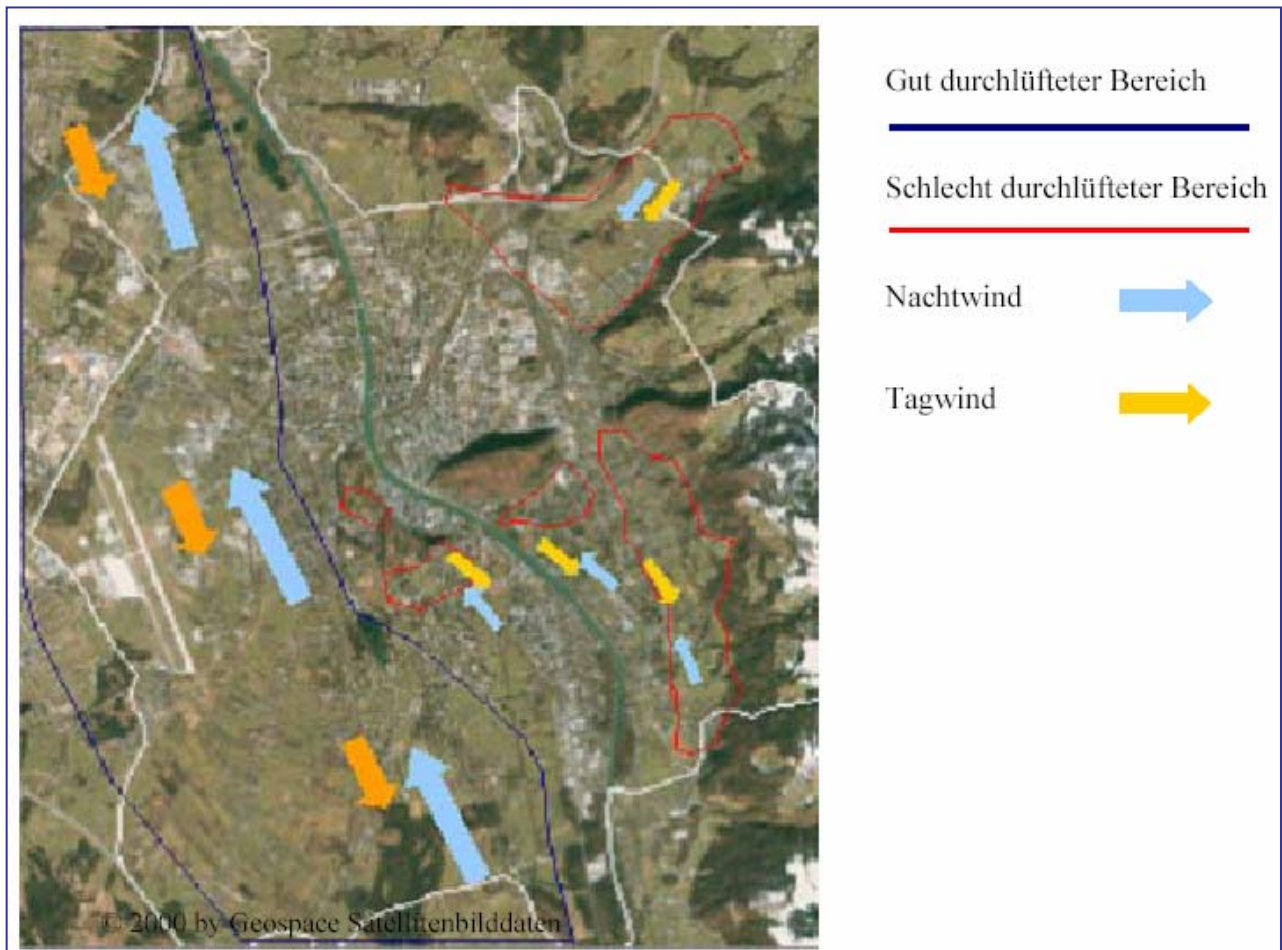 Gut durchlüfteter Bereich
Schlecht durchlüfteter Bereich
Nachtwind
Tagwind
© 2000 by Geospace Satellitenbilddaten